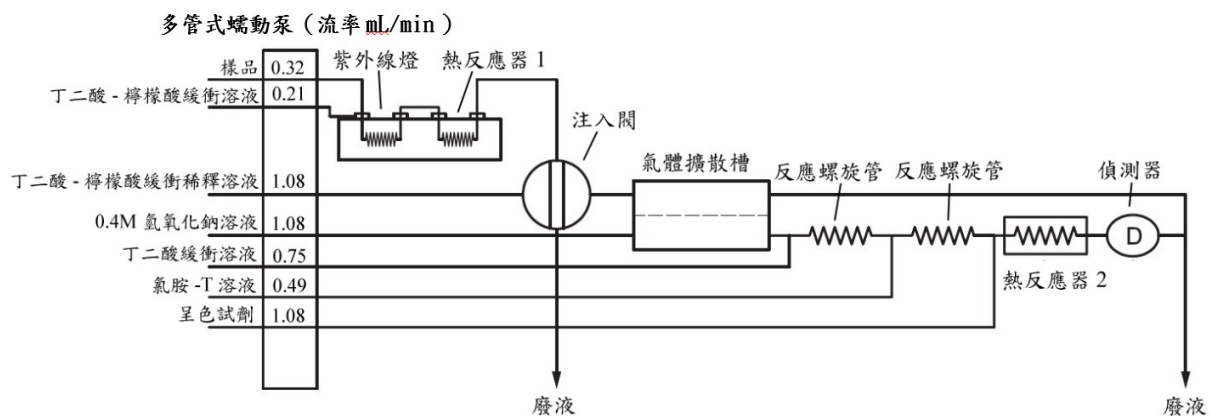 多管式蠕動泵（流率mL/min）
樣品 0.32
紫外線燈 熱反應器 1
丁二酸-檸檬酸緩衝溶液 0.21
注入閥
丁二酸-檸檬酸緩衝稀釋溶液 1.08
氣體擴散槽
反應螺旋管 反應螺旋管 偵測器
0.4M 氫氧化鈉溶液 1.08
D
丁二酸緩衝溶液 0.75
氯胺-T溶液 0.49
熱反應器 2
呈色試劑 1.08
廢液 廢液